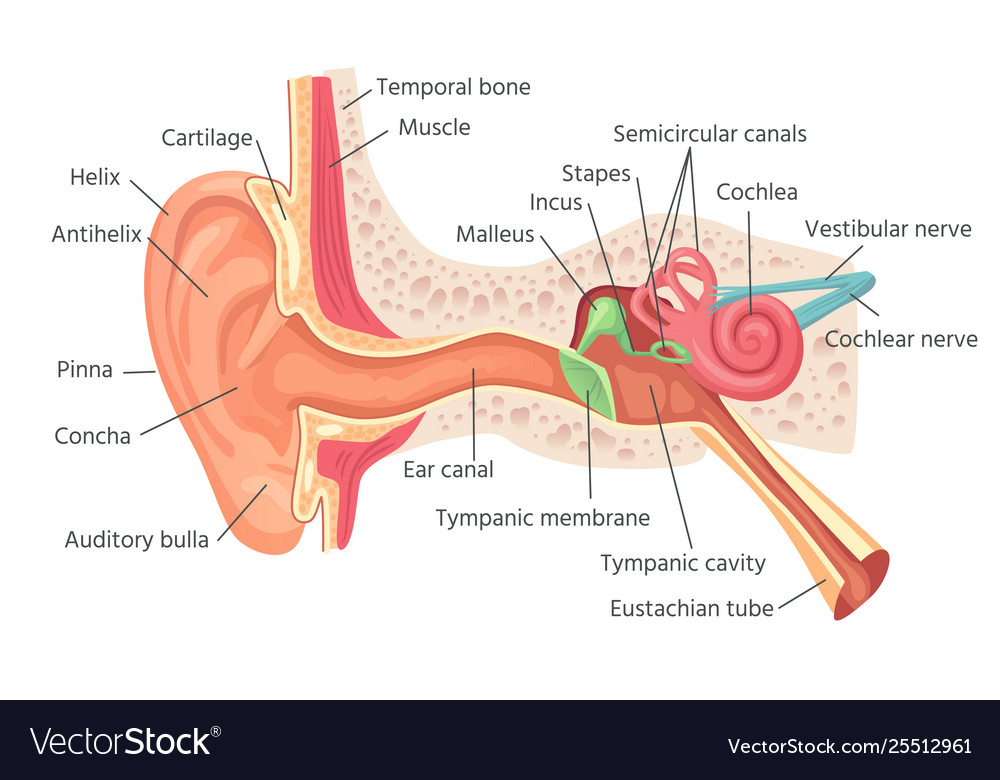 Temporal bone
Muscle
Cartilage
Semicircular canals
Helix
Stapes
Cochlea
Incus
Antihelix
Malleus
Vestibular nerve
Cochlear nerve
Pinna
Concha
Ear canal
Tympanic membrane
Auditory bulla
Tympanic cavity
Eustachian tube
VectorStock®
VectorStock.com/25512961